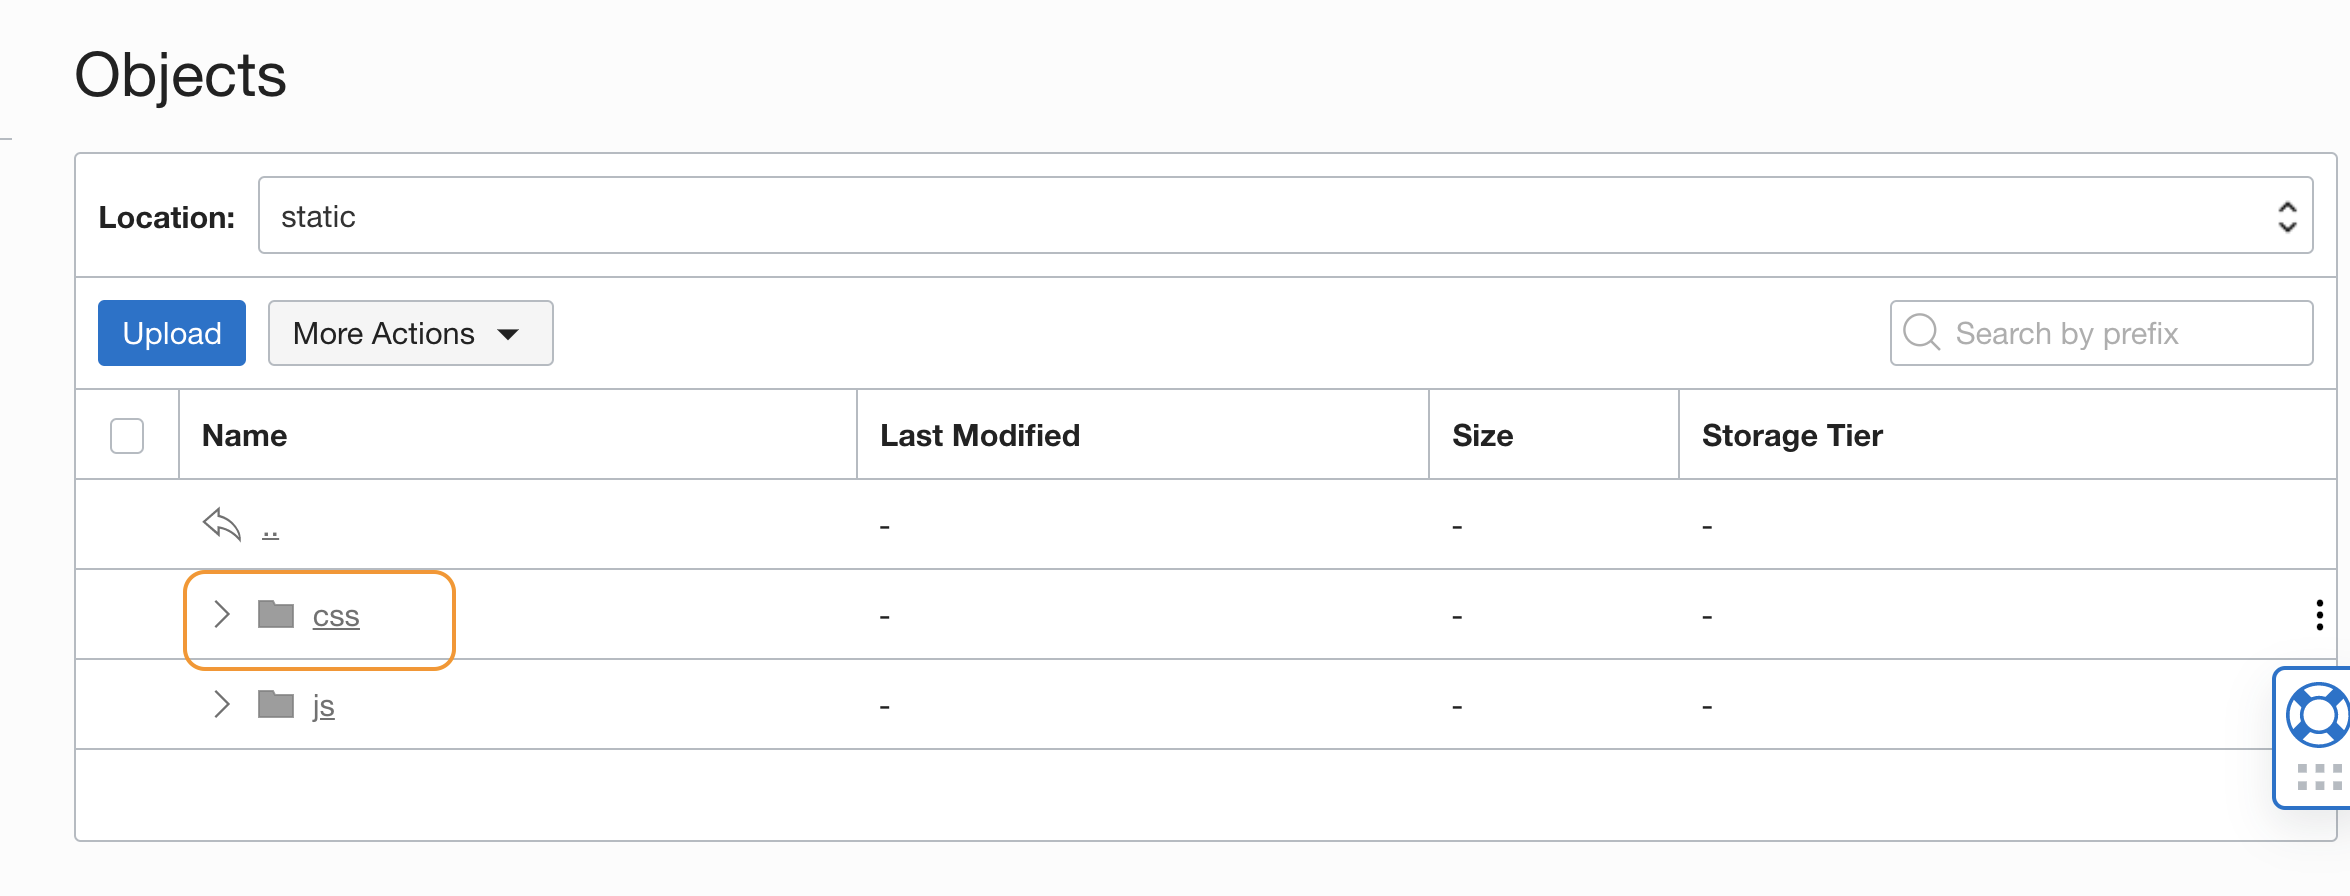 Objects
Location: static
Upload More Actions Search by prefix
Name Last Modified Size Storage Tier
.. - - -
css - - -
js - - -